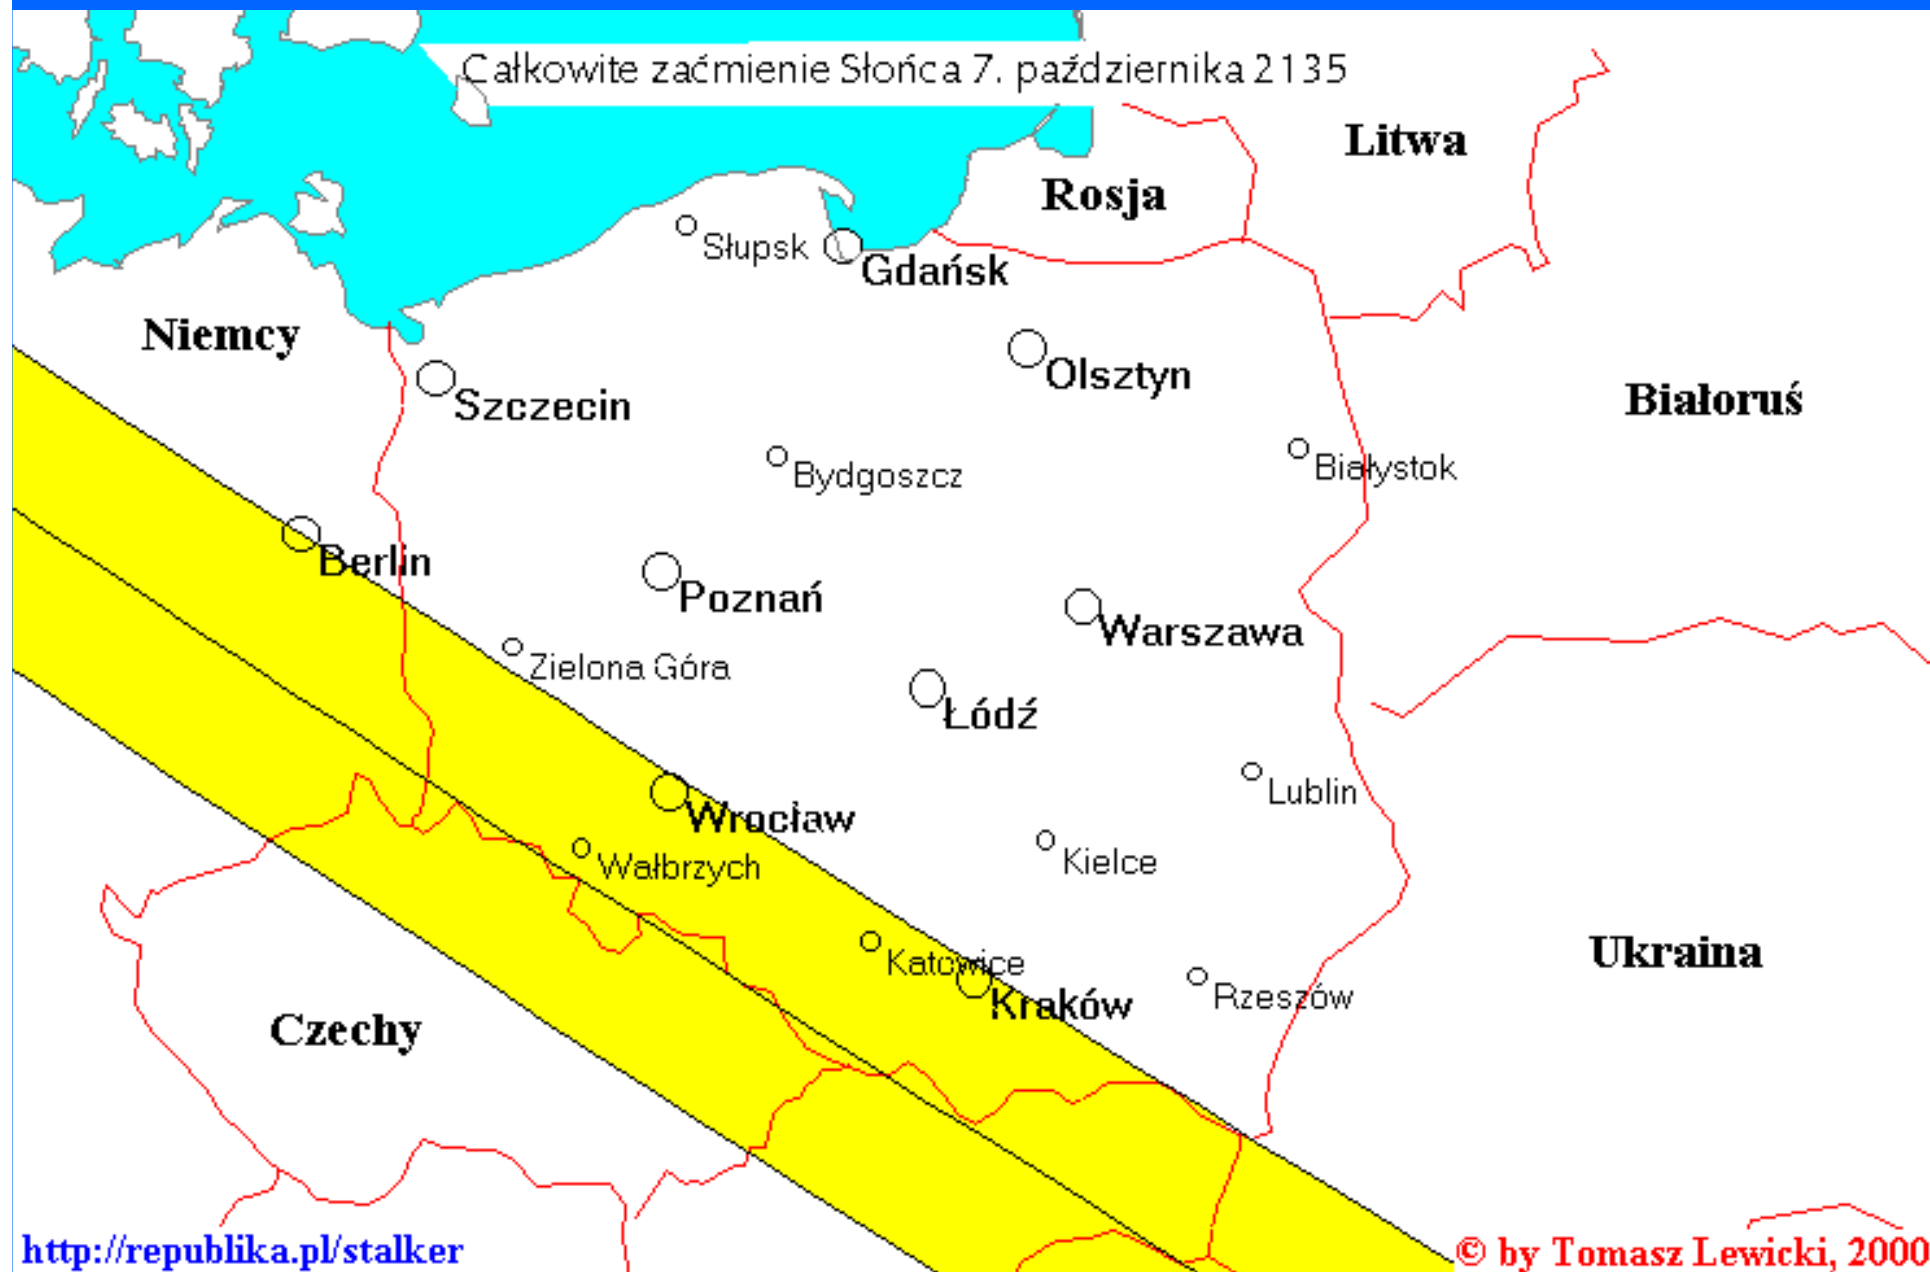 Całkowite zaćmienie Słońca 7. października 2135
Litwa
Rosja
Słupsk
Gdańsk
Niemcy
Olsztyn
Szczecin
Białoruś
Białystok
Bydgoszcz
Berlin
Poznań
Warszawa
Zielona Góra
Łódź
Lublin
Wrocław
Kielce
Wałbrzych
Ukraina
Katowice
Rzeszów
Kraków
Czechy
http://republika.pl/stalker
© by Tomasz Lewicki, 2000